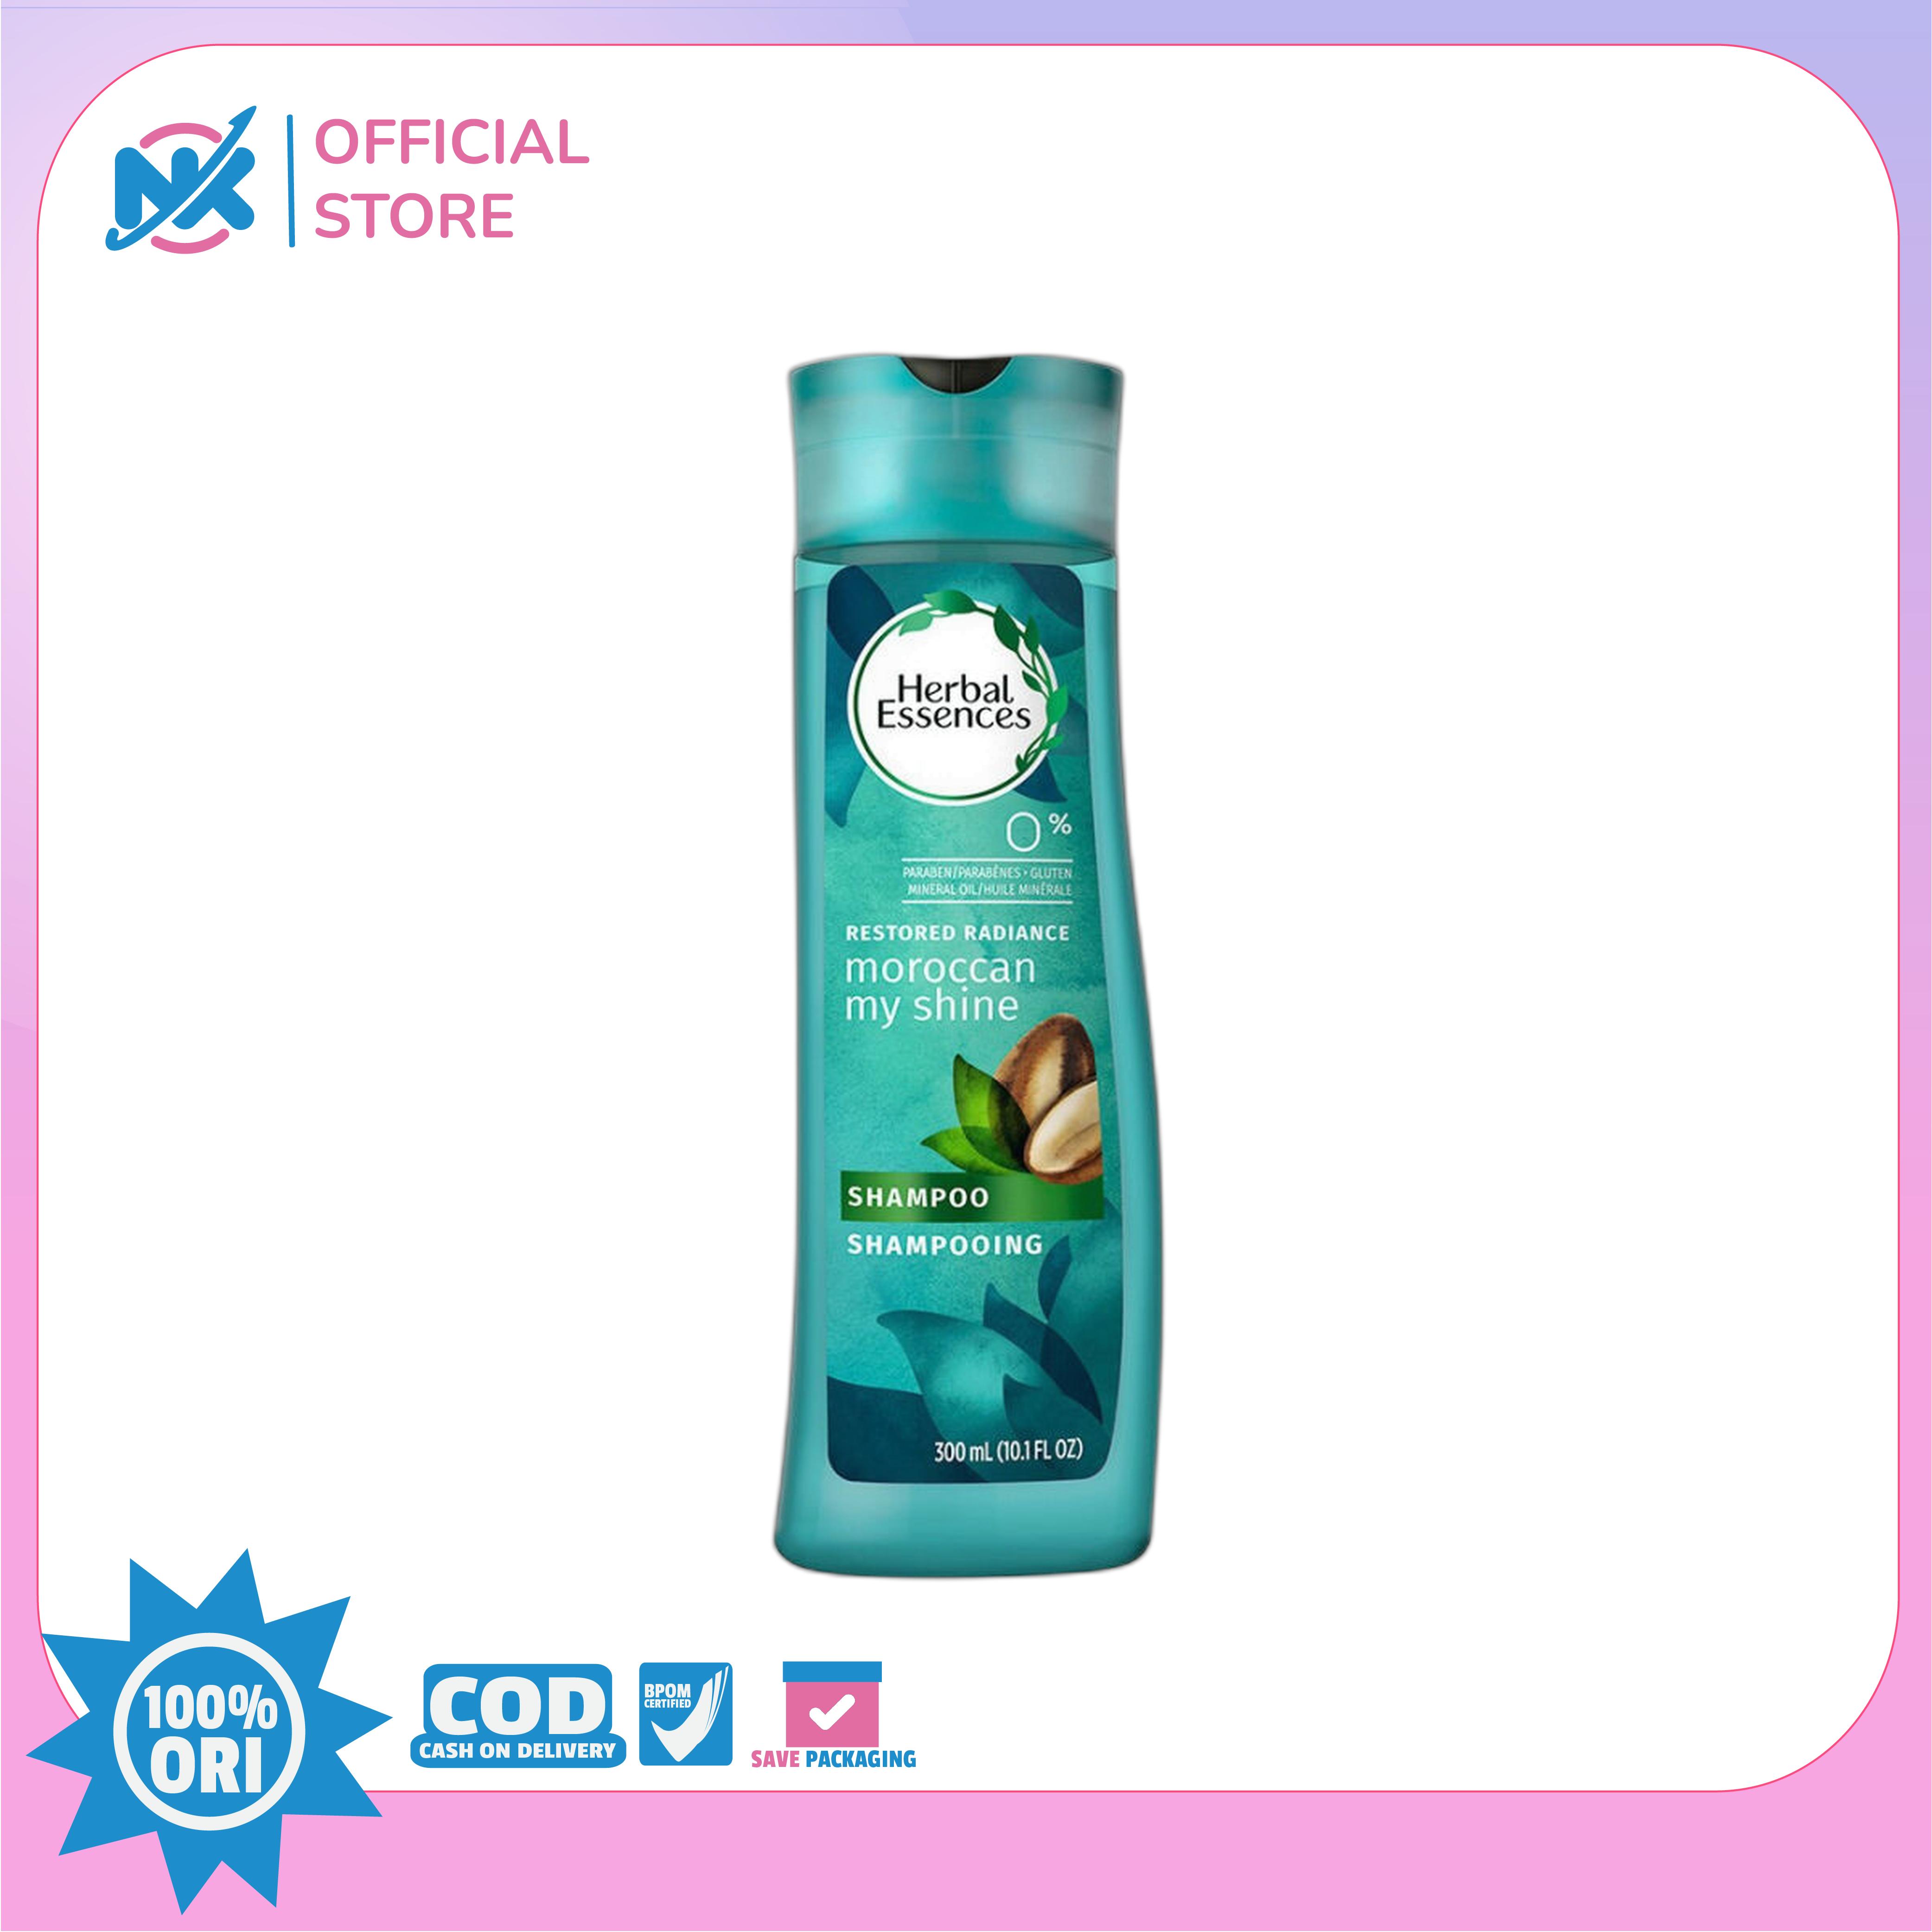 NK
OFFICIAL
STORE
Herbal
Essences
0%
PARABEN/PARABÈNES • GLUTEN
MINERAL OIL/HUILE MINÉRALE
RESTORED RADIANCE
moroccan
my shine
SHAMPOO
SHAMPOOING
300 mL (10.1 FL OZ)
100%
ORI
COD
CASH ON DELIVERY
BPOM
CERTIFIED
SAVE PACKAGING